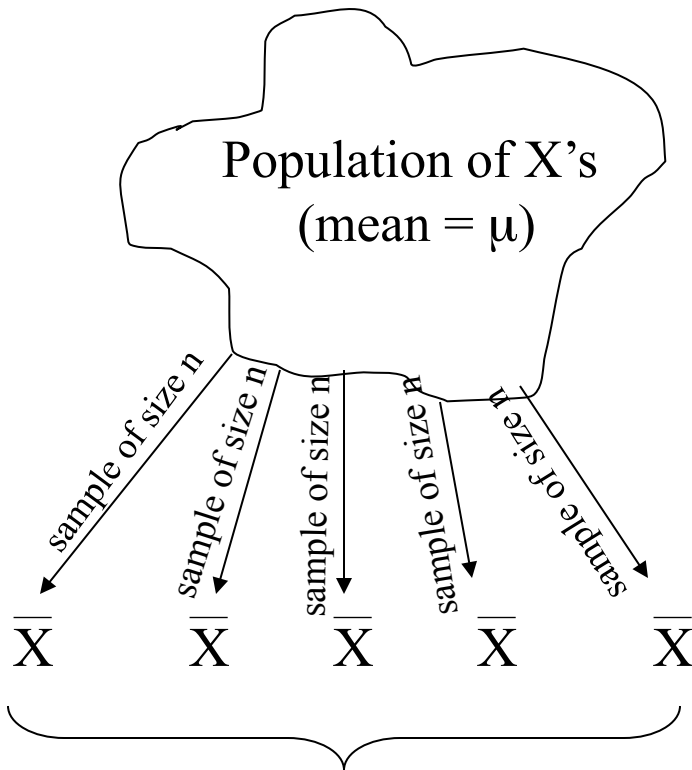 Population of X’s
(mean = μ)
sample of size n
sample of size n
sample of size n
sample of size n
sample of size n
X̅ X̅ X̅ X̅ X̅